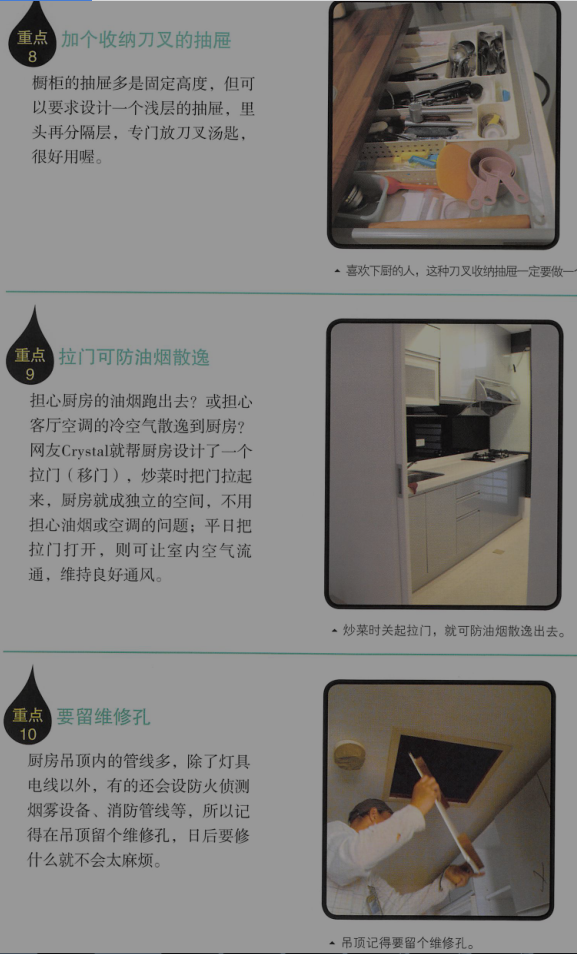 重点
8
加个收纳刀叉的抽屉
橱柜的抽屉多是固定高度，但可
以要求设计一个浅层的抽屉，里
头再分隔层，专门放刀叉汤匙，
很好用喔。
喜欢下厨的人，这种刀叉收纳抽屉一定要做一
重点
9
拉门可防油烟散逸
担心厨房的油烟跑出去？或担心
客厅空调的冷空气散逸到厨房？
网友Crystal就帮厨房设计了一个
拉门（移门），炒菜时把门拉起
来，厨房就成独立的空间，不用
担心油烟或空调的问题；平日把
拉门打开，则可让室内空气流
通，维持良好通风。
炒菜时关起拉门，就可防油烟散逸出去。
重点
10
要留维修孔
厨房吊顶内的管线多，除了灯具
电线以外，有的还会设防火侦测
烟雾设备、消防管线等，所以记
得在吊顶留个维修孔，日后要修
什么就不会太麻烦。
吊顶记得要留个维修孔。